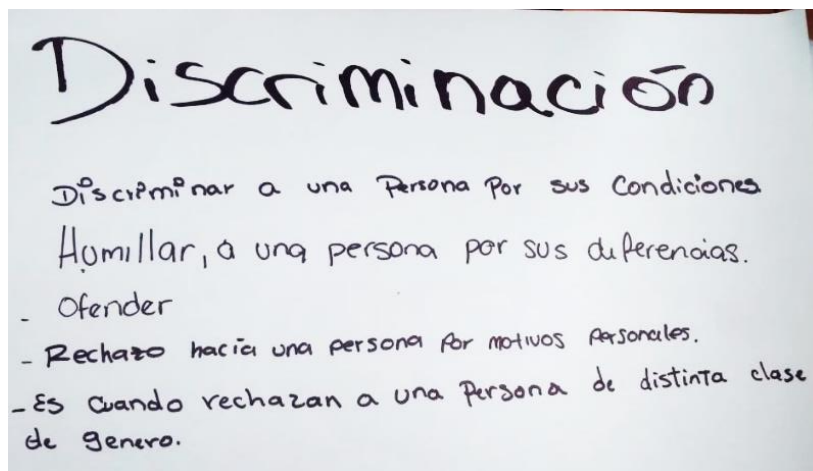 Discriminación
Discriminar a una Persona Por sus Condiciones
Humillar, a una persona por sus diferencias.
- Ofender
- Rechazo hacia una persona por motivos Personales.
- Es cuando rechazan a una Persona de distinta clase
de genero.